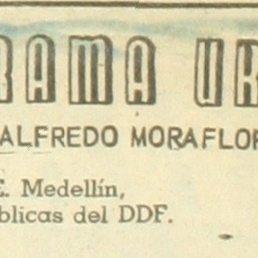 RAMA UR
ALFREDO MORAFLOR
E. Medellín,
blicas del DDF.